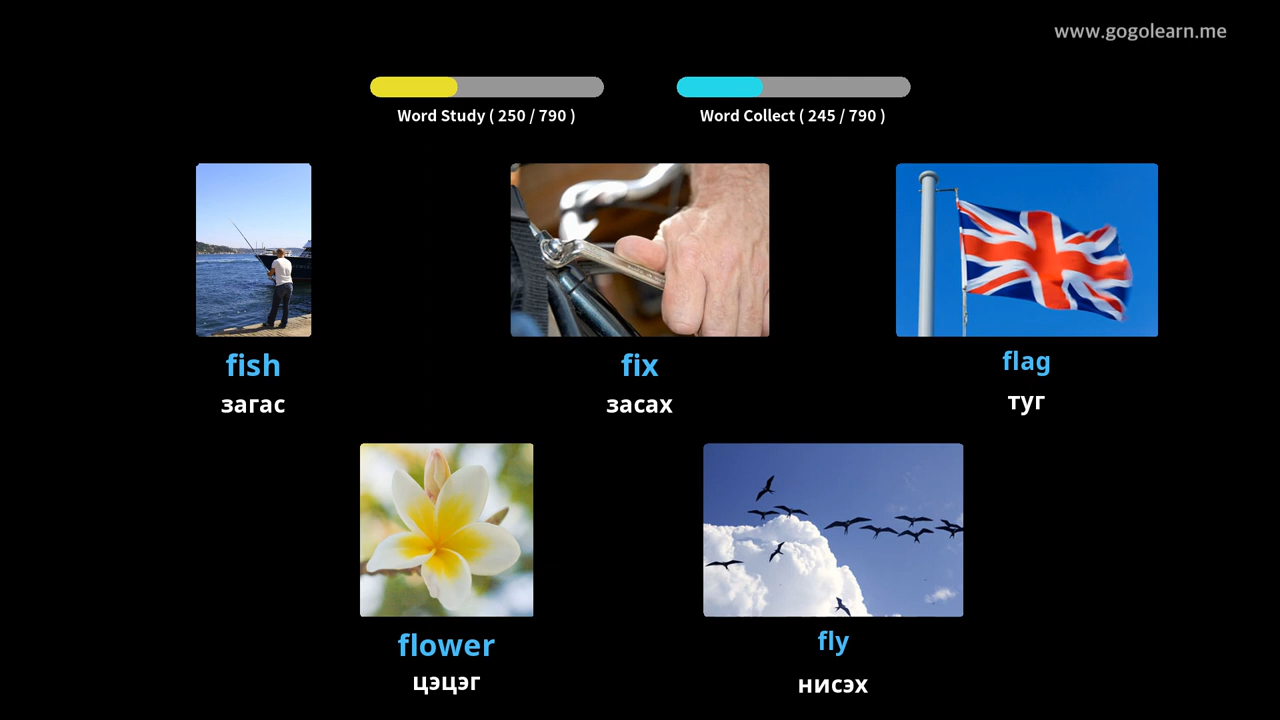 www.gogolearn.me
Word Study ( 250 / 790 )
Word Collect ( 245 / 790 )
fish
загас
fix
засах
flag
туг
flower
цэцэг
fly
нисэх